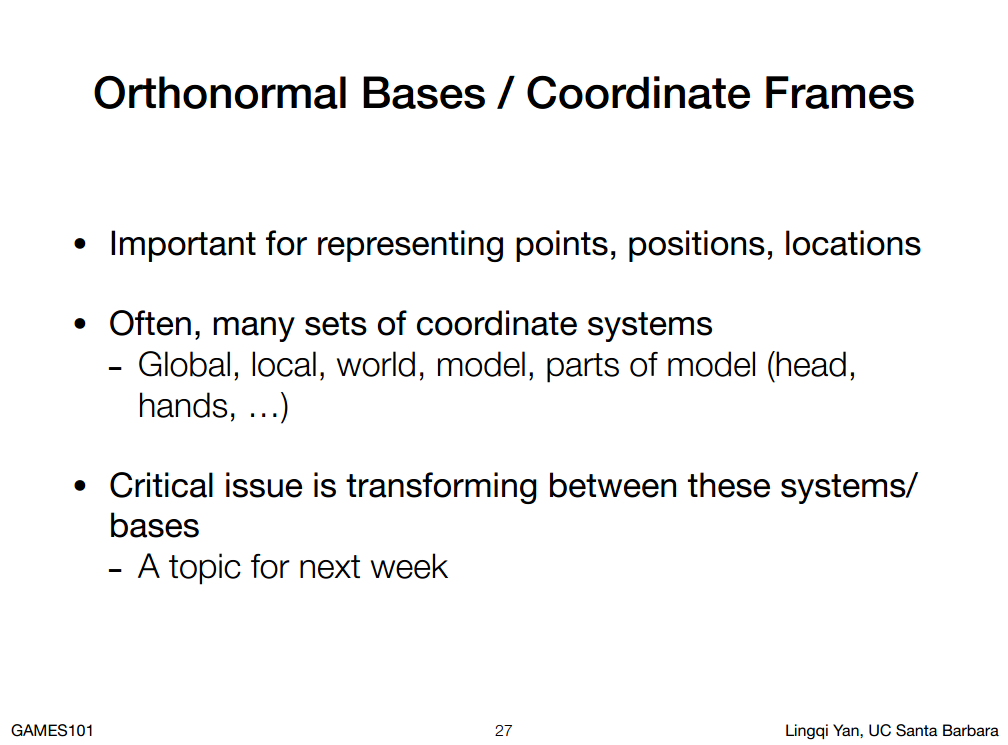 Orthonormal Bases / Coordinate Frames
• Important for representing points, positions, locations
• Often, many sets of coordinate systems
- Global, local, world, model, parts of model (head,
hands, …)
• Critical issue is transforming between these systems/
bases
- A topic for next week
GAMES101
27
Lingqi Yan, UC Santa Barbara